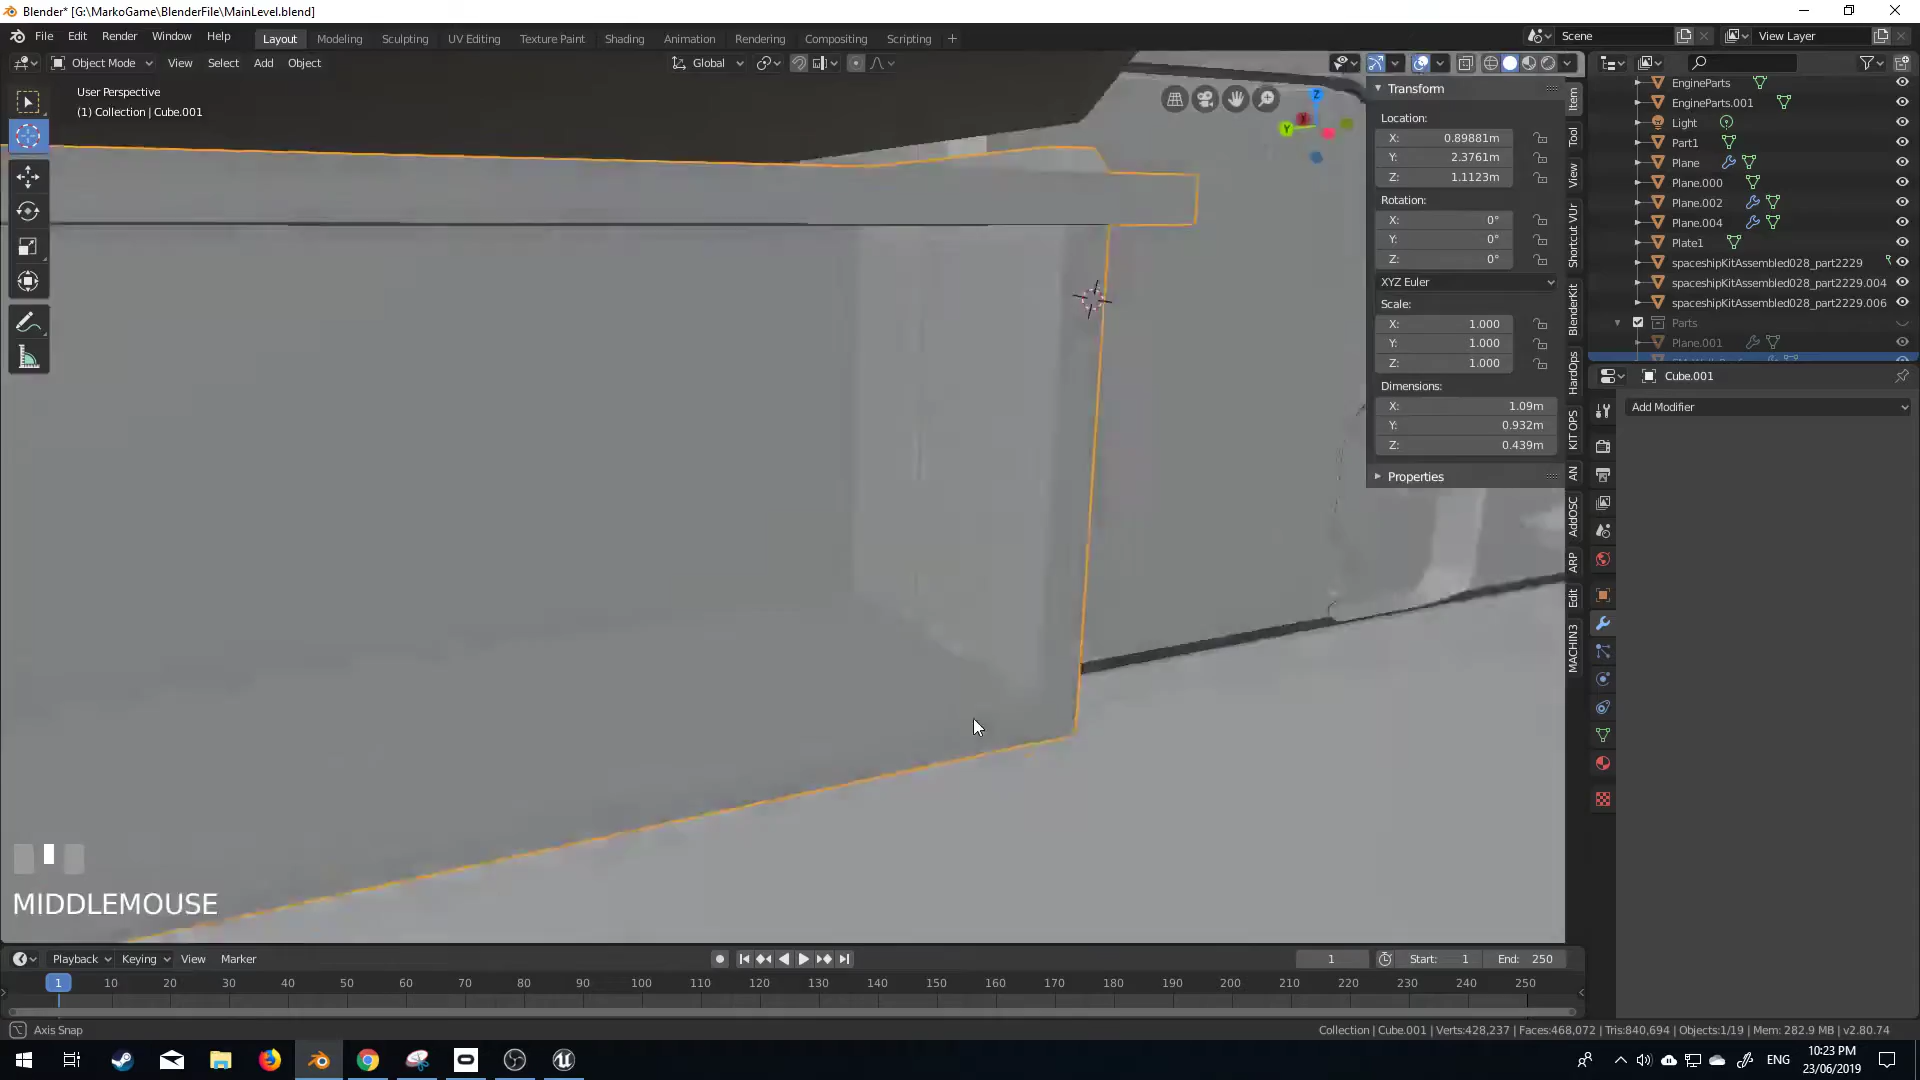 Blender* [G:\MarkoGame\BlenderFile\MainLevel.blend]
File Edit Render Window Help Layout Modeling Sculpting UV Editing Texture Paint Shading Animation Rendering Compositing Scripting + Scene View Layer
Object Mode View Select Add Object Global
User Perspective
(1) Collection | Cube.001
Transform
Location:
X: 0.89881m
Y: 2.3761m
Z: 1.1123m
Rotation:
X: 0°
Y: 0°
Z: 0°
XYZ Euler
Scale:
X: 1.000
Y: 1.000
Z: 1.000
Dimensions:
X: 1.09m
Y: 0.932m
Z: 0.439m
Properties
Item
Tool
View
Shortcut VUr
BlenderKit
HardOps
KIT OPS
AN
AddOSC
ARP
Edit
MACHIN3
EngineParts
EngineParts.001
Light
Part1
Plane
Plane.000
Plane.002
Plane.004
Plate1
spaceshipKitAssembled028_part2229
spaceshipKitAssembled028_part2229.004
spaceshipKitAssembled028_part2229.006
Parts
Plane.001
Cube.001
Add Modifier
Z
Y
MIDDLEMOUSE
Playback Keying View Marker 1 Start: 1 End: 250
1 10 20 30 40 50 60 70 80 90 100 110 120 130 140 150 160 170 180 190 200 210 220 230 240 250
Axis Snap Collection | Cube.001 | Verts:428,237 | Faces:468,072 | Tris:840,694 | Objects:1/19 | Mem: 282.9 MB | v2.80.74
ENG
10:23 PM
23/06/2019